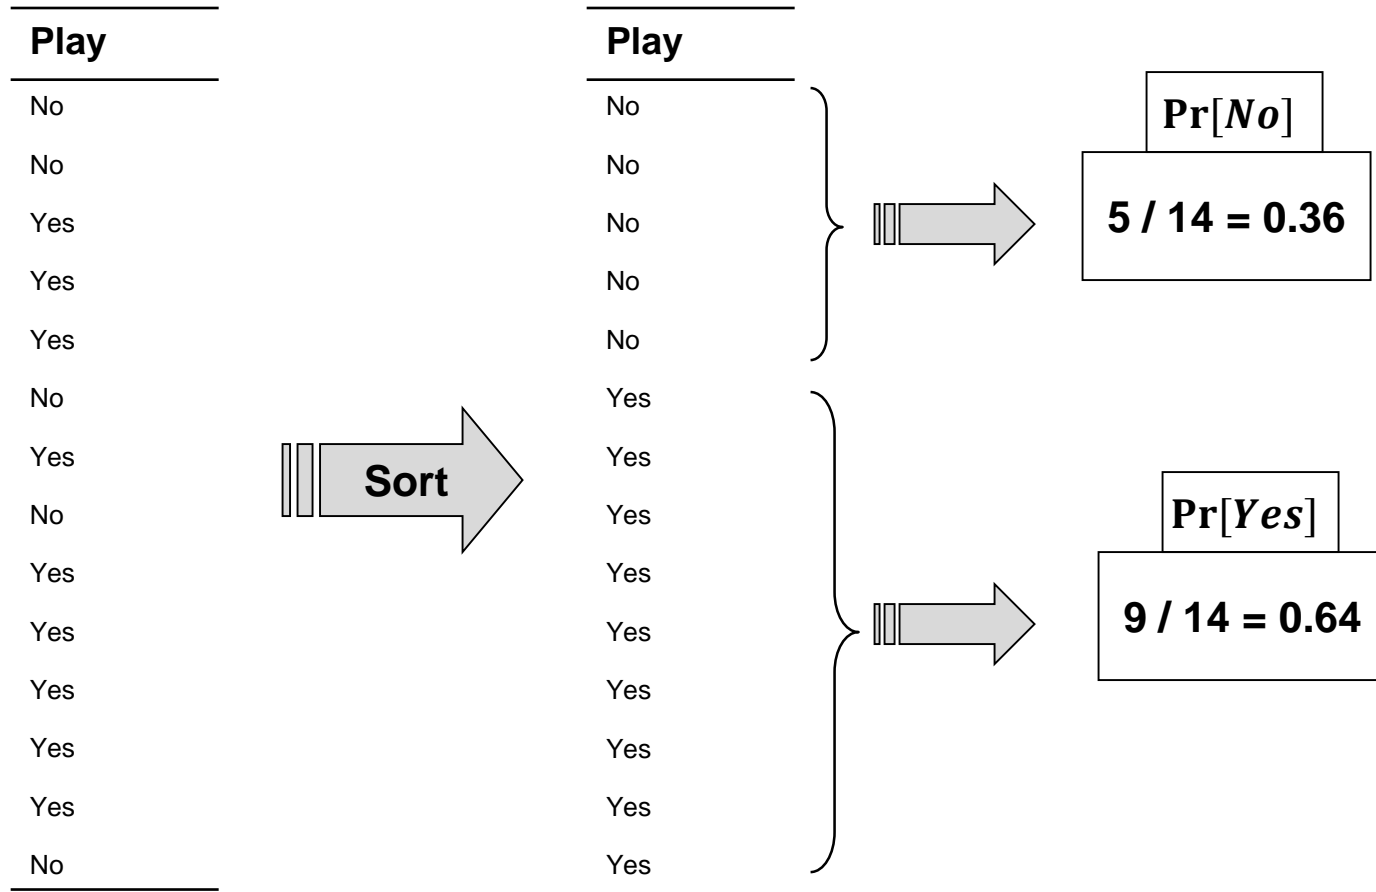 Play
No
No
Yes
Yes
Yes
No
Yes
No
Yes
Yes
Yes
Yes
Yes
No
Sort
Play
No
No
No
No
No
Yes
Yes
Yes
Yes
Yes
Yes
Yes
Yes
Yes
Pr[No]
5 / 14 = 0.36
Pr[Yes]
9 / 14 = 0.64